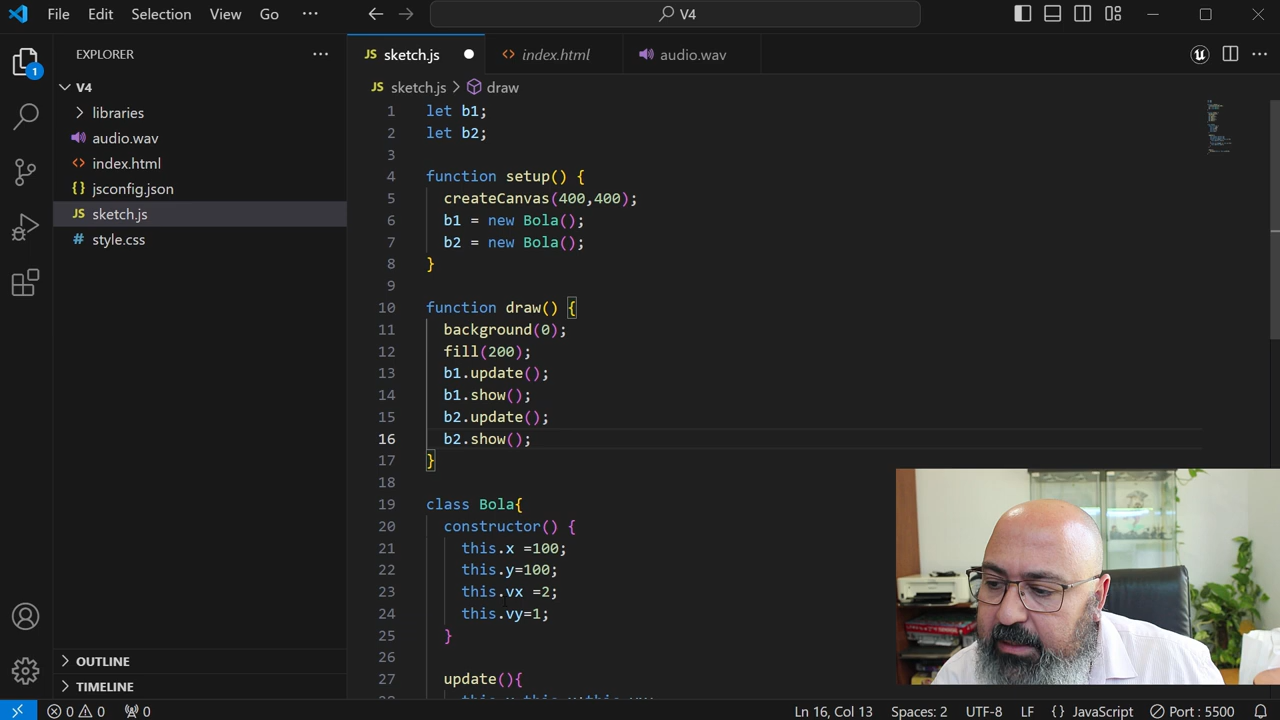 File Edit Selection View Go V4
EXPLORER
sketch.js
index.html
audio.wav
V4
libraries
audio.wav
index.html
{} jsconfig.json
JS sketch.js
# style.css
JS sketch.js > draw
1 let b1;
2 let b2;
3
4 function setup() {
5 createCanvas(400,400);
6 b1 = new Bola();
7 b2 = new Bola();
8 }
9
10 function draw() {
11 background(0);
12 fill(200);
13 b1.update();
14 b1.show();
15 b2.update();
16 b2.show();
17 }
18
19 class Bola{
20 constructor() {
21 this.x =100;
22 this.y=100;
23 this.vx =2;
24 this.vy=1;
25 }
26
27 update(){
1
OUTLINE
TIMELINE
0 0 0 Ln 16, Col 13 Spaces: 2 UTF-8 LF {} JavaScript Port : 5500